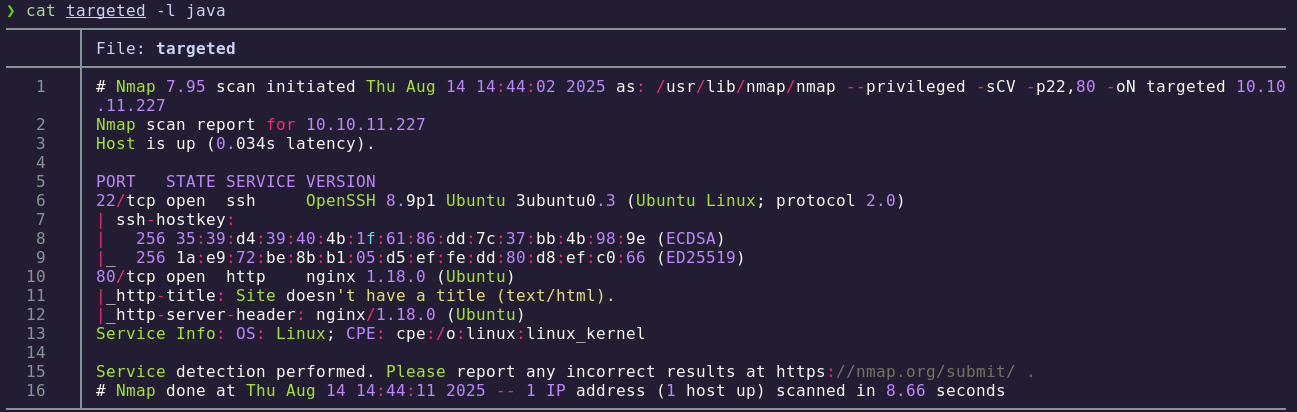 ❯ cat targeted -l java
File: targeted
1 # Nmap 7.95 scan initiated Thu Aug 14 14:44:02 2025 as: /usr/lib/nmap/nmap --privileged -sCV -p22,80 -oN targeted 10.10
.11.227
2 Nmap scan report for 10.10.11.227
3 Host is up (0.034s latency).
4
5 PORT   STATE SERVICE VERSION
6 22/tcp open  ssh     OpenSSH 8.9p1 Ubuntu 3ubuntu0.3 (Ubuntu Linux; protocol 2.0)
7 | ssh-hostkey:
8 |   256 35:39:d4:39:40:4b:1f:61:86:dd:7c:37:bb:4b:98:9e (ECDSA)
9 |_  256 1a:e9:72:be:8b:b1:05:d5:ef:fe:dd:80:d8:ef:c0:66 (ED25519)
10 80/tcp open  http    nginx 1.18.0 (Ubuntu)
11 |_http-title: Site doesn't have a title (text/html).
12 |_http-server-header: nginx/1.18.0 (Ubuntu)
13 Service Info: OS: Linux; CPE: cpe:/o:linux:linux_kernel
14
15 Service detection performed. Please report any incorrect results at https://nmap.org/submit/ .
16 # Nmap done at Thu Aug 14 14:44:11 2025 -- 1 IP address (1 host up) scanned in 8.66 seconds